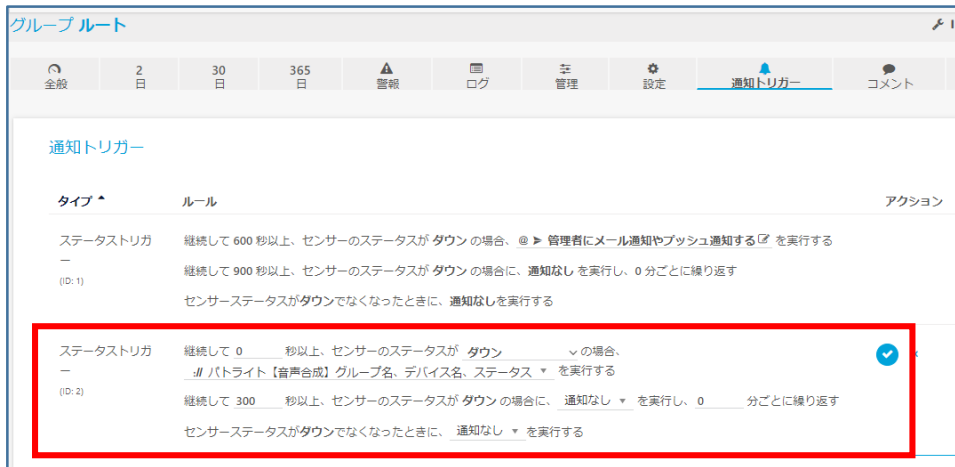 グループ ルート
全般
2
日
30
日
365
日
警報
ログ
管理
設定
通知トリガー
コメント
通知トリガー
タイプ ルール アクション
ステータストリガ
ー
(ID: 1)
継続して 600 秒以上、センサーのステータスが ダウン の場合、@ 管理者にメール通知やプッシュ通知する を実行する
継続して 900 秒以上、センサーのステータスが ダウン の場合に、通知なし を実行し、0 分ごとに繰り返す
センサーステータスがダウンでなくなったときに、通知なしを実行する
ステータストリガ
ー
(ID: 2)
継続して 0 秒以上、センサーのステータスが ダウン の場合、
:// パトライト【音声合成】グループ名、デバイス名、ステータス を実行する
継続して 300 秒以上、センサーのステータスが ダウン の場合に、 通知なし を実行し、 0 分ごとに繰り返す
センサーステータスがダウンでなくなったときに、 通知なし を実行する